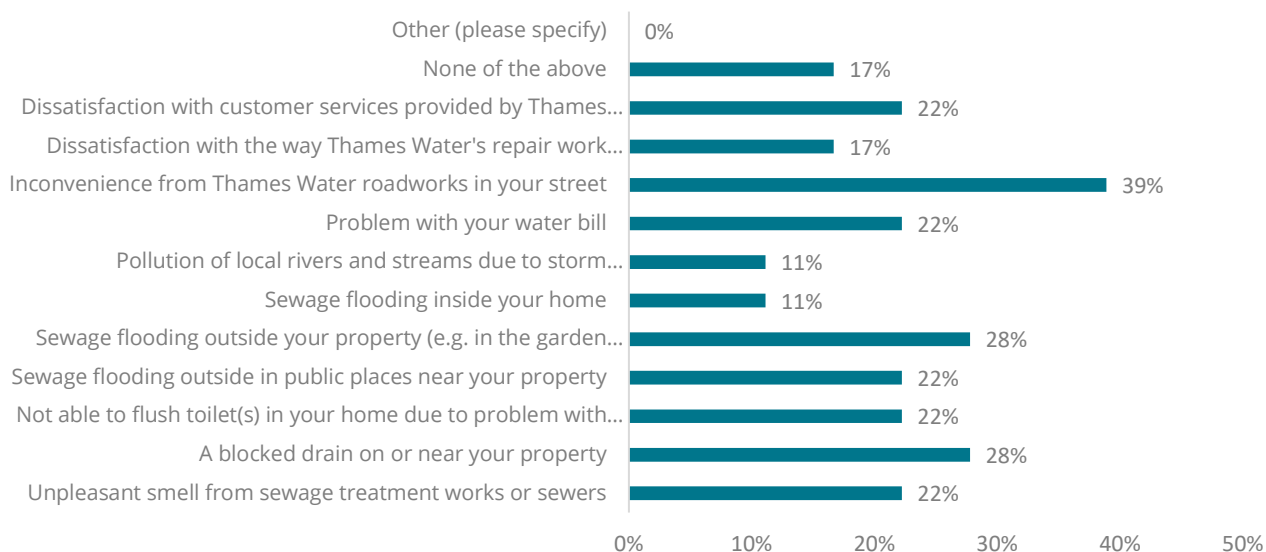 Other (please specify) 0%
None of the above 17%
Dissatisfaction with customer services provided by Thames... 22%
Dissatisfaction with the way Thames Water's repair work... 17%
Inconvenience from Thames Water roadworks in your street 39%
Problem with your water bill 22%
Pollution of local rivers and streams due to storm... 11%
Sewage flooding inside your home 11%
Sewage flooding outside your property (e.g. in the garden... 28%
Sewage flooding outside in public places near your property 22%
Not able to flush toilet(s) in your home due to problem with... 22%
A blocked drain on or near your property 28%
Unpleasant smell from sewage treatment works or sewers 22%
0% 10% 20% 30% 40% 50%